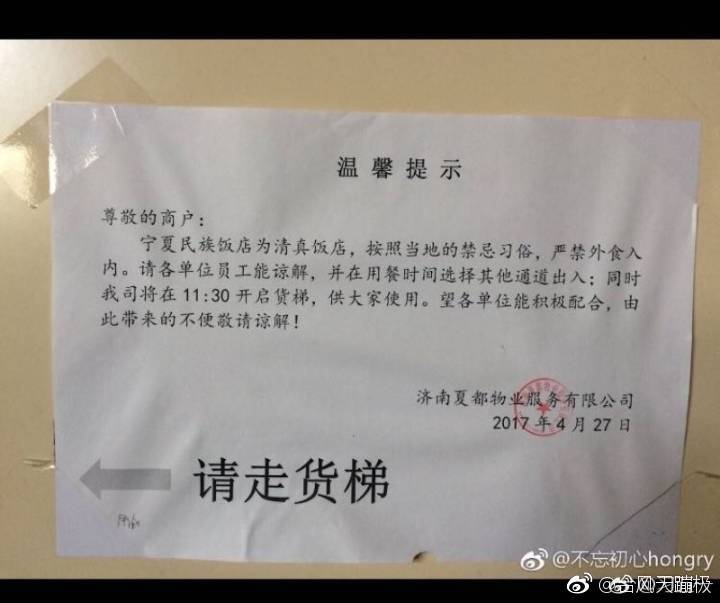 温馨提示
尊敬的商户：
宁夏民族饭店为清真饭店，按照当地的禁忌习俗，严禁外食入
内。请各单位员工能谅解，并在用餐时间选择其他通道出入；同时
我司将在 11:30 开启货梯，供大家使用。望各单位能积极配合，由
此带来的不便敬请谅解！
济南夏都物业服务有限公司
2017 年 4 月 27 日
请走货梯
@不忘初心hongry